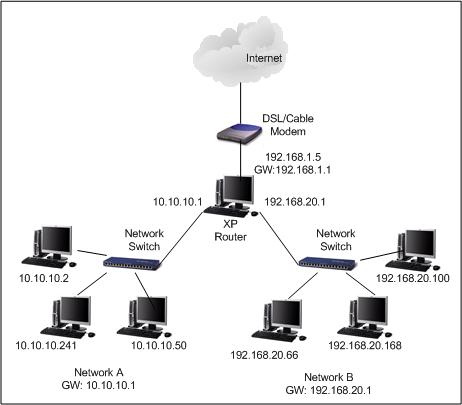 Internet
DSL/Cable
Modem
192.168.1.5
GW:192.168.1.1
10.10.10.1
192.168.20.1
XP
Router
Network
Switch
Network
Switch
10.10.10.2
192.168.20.100
10.10.10.241
10.10.10.50
192.168.20.66
192.168.20.168
Network A
GW: 10.10.10.1
Network B
GW: 192.168.20.1